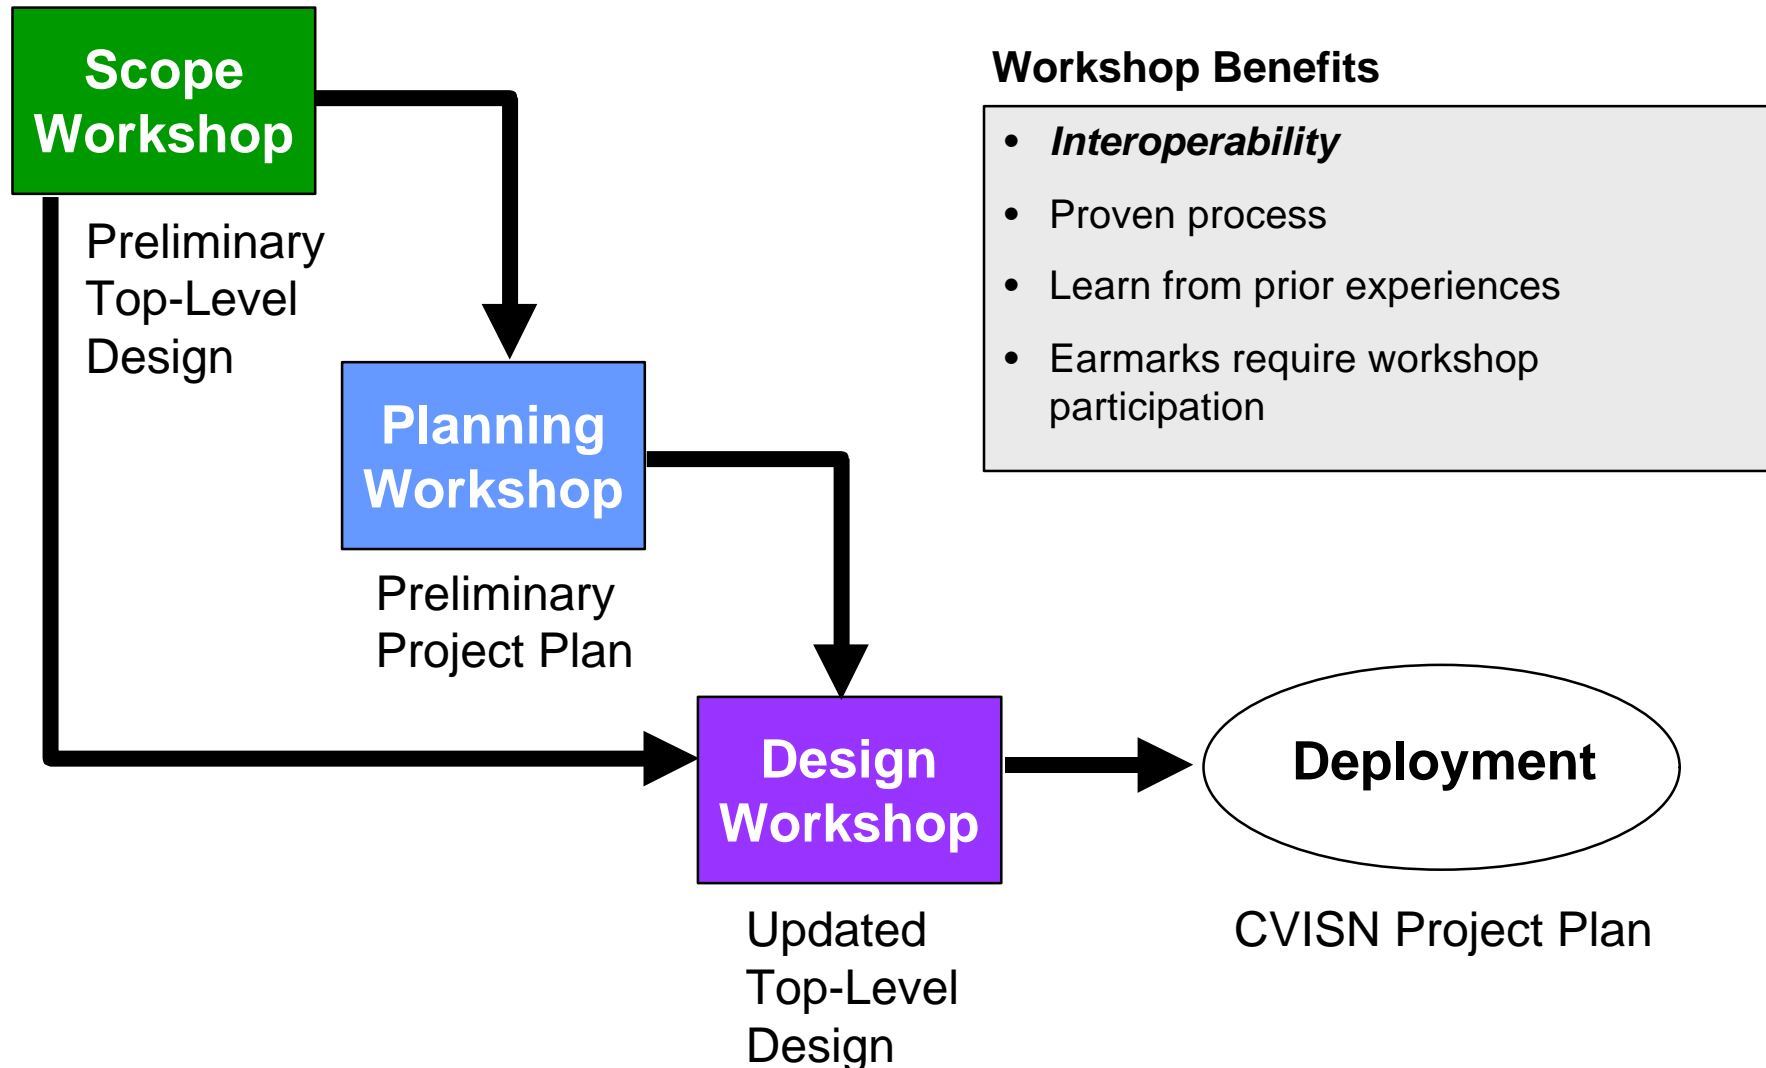 Scope
Workshop
Preliminary
Top-Level
Design
Planning
Workshop
Preliminary
Project Plan
Design
Workshop
Updated
Top-Level
Design
Deployment
CVISN Project Plan
Workshop Benefits
• Interoperability
• Proven process
• Learn from prior experiences
• Earmarks require workshop
participation